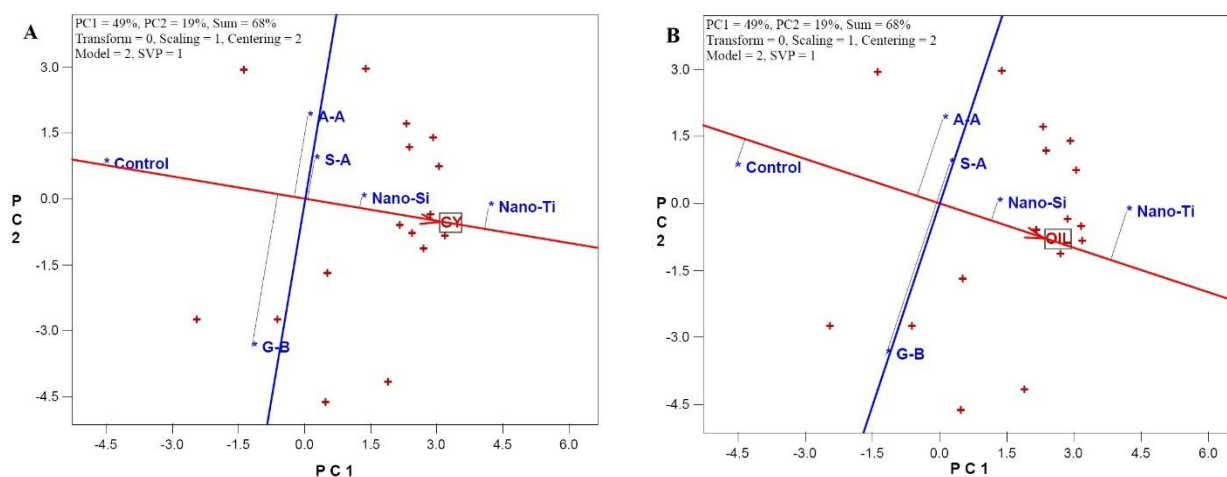 A
PC1 = 49%, PC2 = 19%, Sum = 68%
Transform = 0, Scaling = 1, Centering = 2
Model = 2, SVP = 1
3.0
1.5
0.0
-1.5
-3.0
-4.5
P
C
2
* A-A
* S-A
* Control
* Nano-Si
* Nano-Ti
GY
* G-B
-4.5 -3.0 -1.5 0.0 1.5 3.0 4.5 6.0
P C 1
B
PC1 = 49%, PC2 = 19%, Sum = 68%
Transform = 0, Scaling = 1, Centering = 2
Model = 2, SVP = 1
3.0
1.5
0.0
-1.5
-3.0
-4.5
P
C
2
* A-A
* S-A
* Control
* Nano-Si
* Nano-Ti
OIL
* G-B
-4.5 -3.0 -1.5 0.0 1.5 3.0 4.5 6.0
P C 1